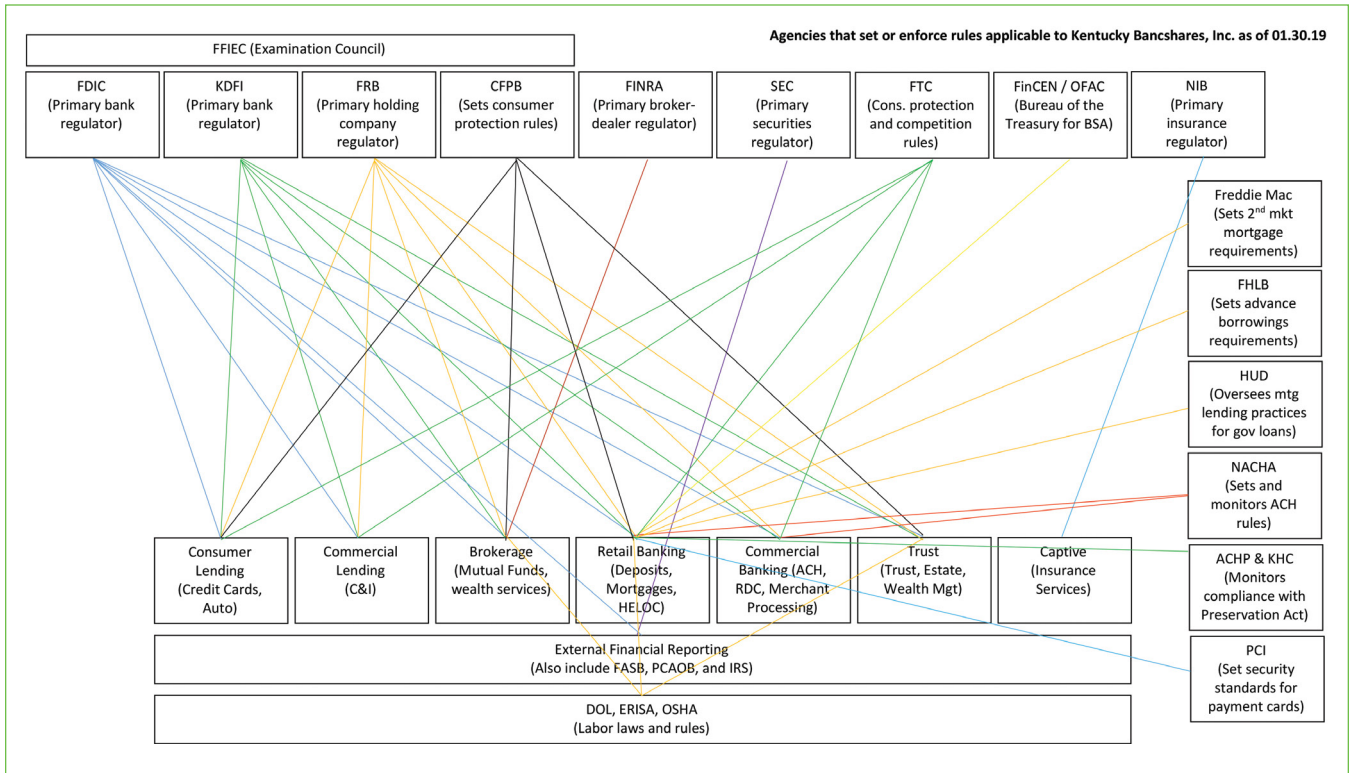 Agencies that set or enforce rules applicable to Kentucky Bancshares, Inc. as of 01.30.19
FFIEC (Examination Council)
FDIC
(Primary bank
regulator)
KDFI
(Primary bank
regulator)
FRB
(Primary holding
company
regulator)
CFPB
(Sets consumer
protection rules)
FINRA
(Primary broker-
dealer regulator)
SEC
(Primary
securities
regulator)
FTC
(Cons. protection
and competition
rules)
FinCEN / OFAC
(Bureau of the
Treasury for BSA)
NIB
(Primary
insurance
regulator)
Freddie Mac
(Sets 2nd mkt
mortgage
requirements)
FHLB
(Sets advance
borrowings
requirements)
HUD
(Oversees mtg
lending practices
for gov loans)
NACHA
(Sets and
monitors ACH
rules)
ACHP & KHC
(Monitors
compliance with
Preservation Act)
PCI
(Set security
standards for
payment cards)
Consumer
Lending
(Credit Cards,
Auto)
Commercial
Lending
(C&I)
Brokerage
(Mutual Funds,
wealth services)
Retail Banking
(Deposits,
Mortgages,
HELOC)
Commercial
Banking (ACH,
RDC, Merchant
Processing)
Trust
(Trust, Estate,
Wealth Mgt)
Captive
(Insurance
Services)
External Financial Reporting
(Also include FASB, PCAOB, and IRS)
DOL, ERISA, OSHA
(Labor laws and rules)